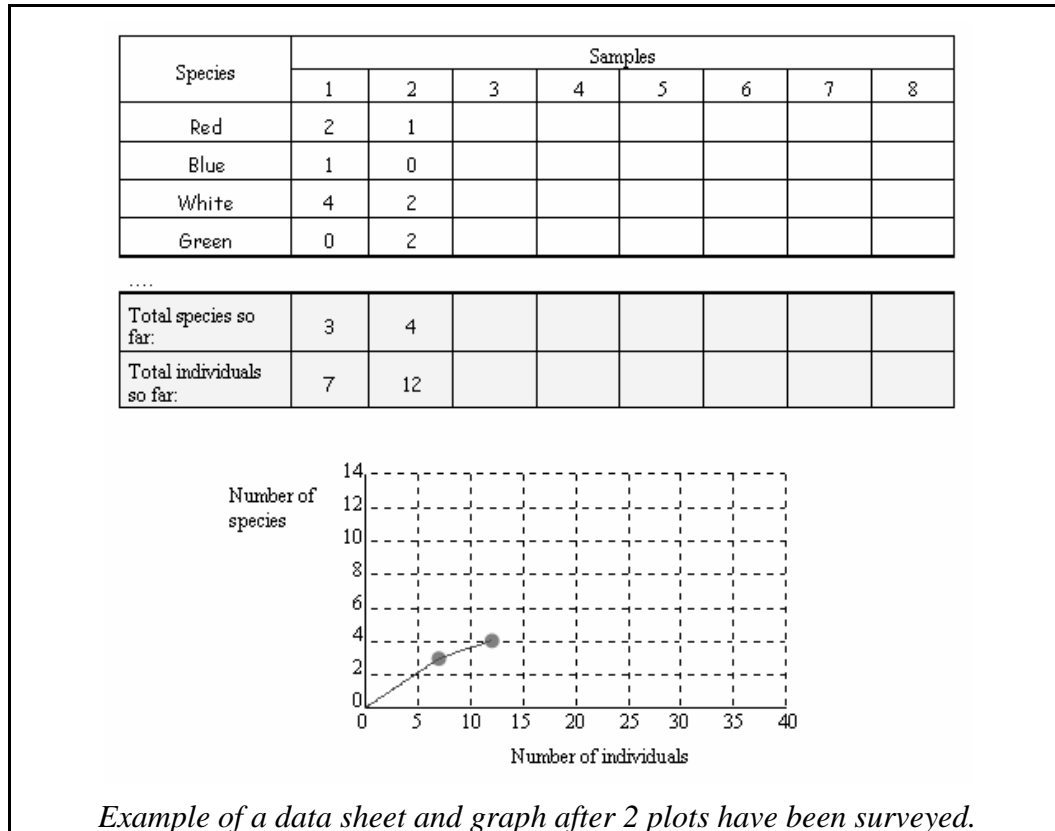 Species Samples
1 2 3 4 5 6 7 8
Red 2 1
Blue 1 0
White 4 2
Green 0 2
....
Total species so
far: 3 4
Total individuals
so far: 7 12
Number of
species
14
12
10
8
6
4
2
0
0 5 10 15 20 25 30 35 40
Number of individuals
Example of a data sheet and graph after 2 plots have been surveyed.